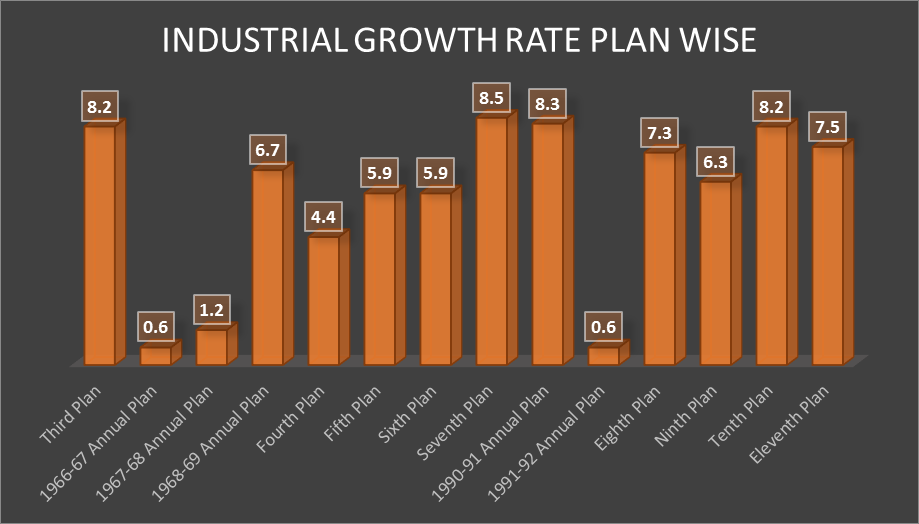 INDUSTRIAL GROWTH RATE PLAN WISE
8.2
0.6
1.2
6.7
4.4
5.9
5.9
8.5
8.3
0.6
7.3
6.3
8.2
7.5
Third Plan
1966-67 Annual Plan
1967-68 Annual Plan
1968-69 Annual Plan
Fourth Plan
Fifth Plan
Sixth Plan
Seventh Plan
1990-91 Annual Plan
1991-92 Annual Plan
Eighth Plan
Ninth Plan
Tenth Plan
Eleventh Plan